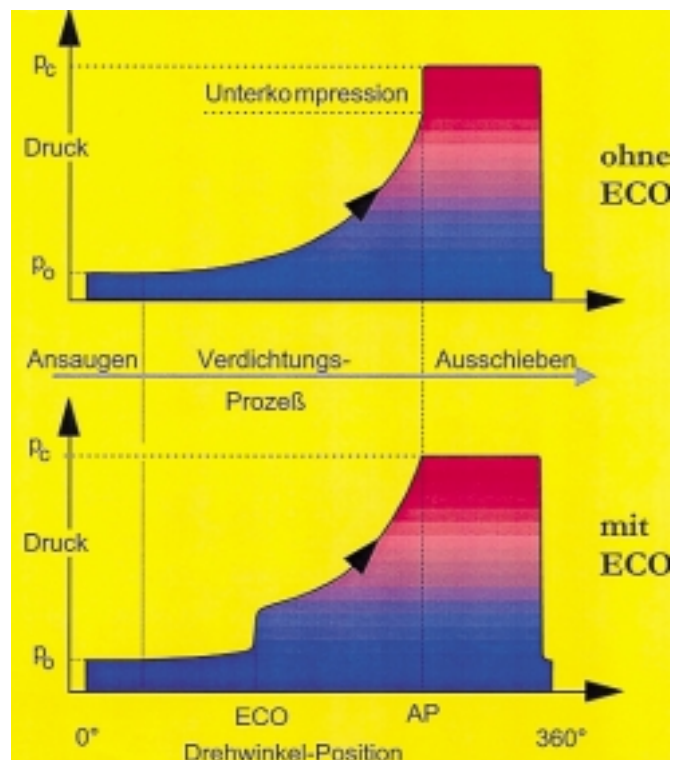 pc
Unterkompression
Druck
ohne
ECO
po
Ansaugen
Verdichtungs-
Ausschieben
Prozeß
pc
Druck
mit
ECO
po
ECO
AP
0°
360°
Drehwinkel-Position